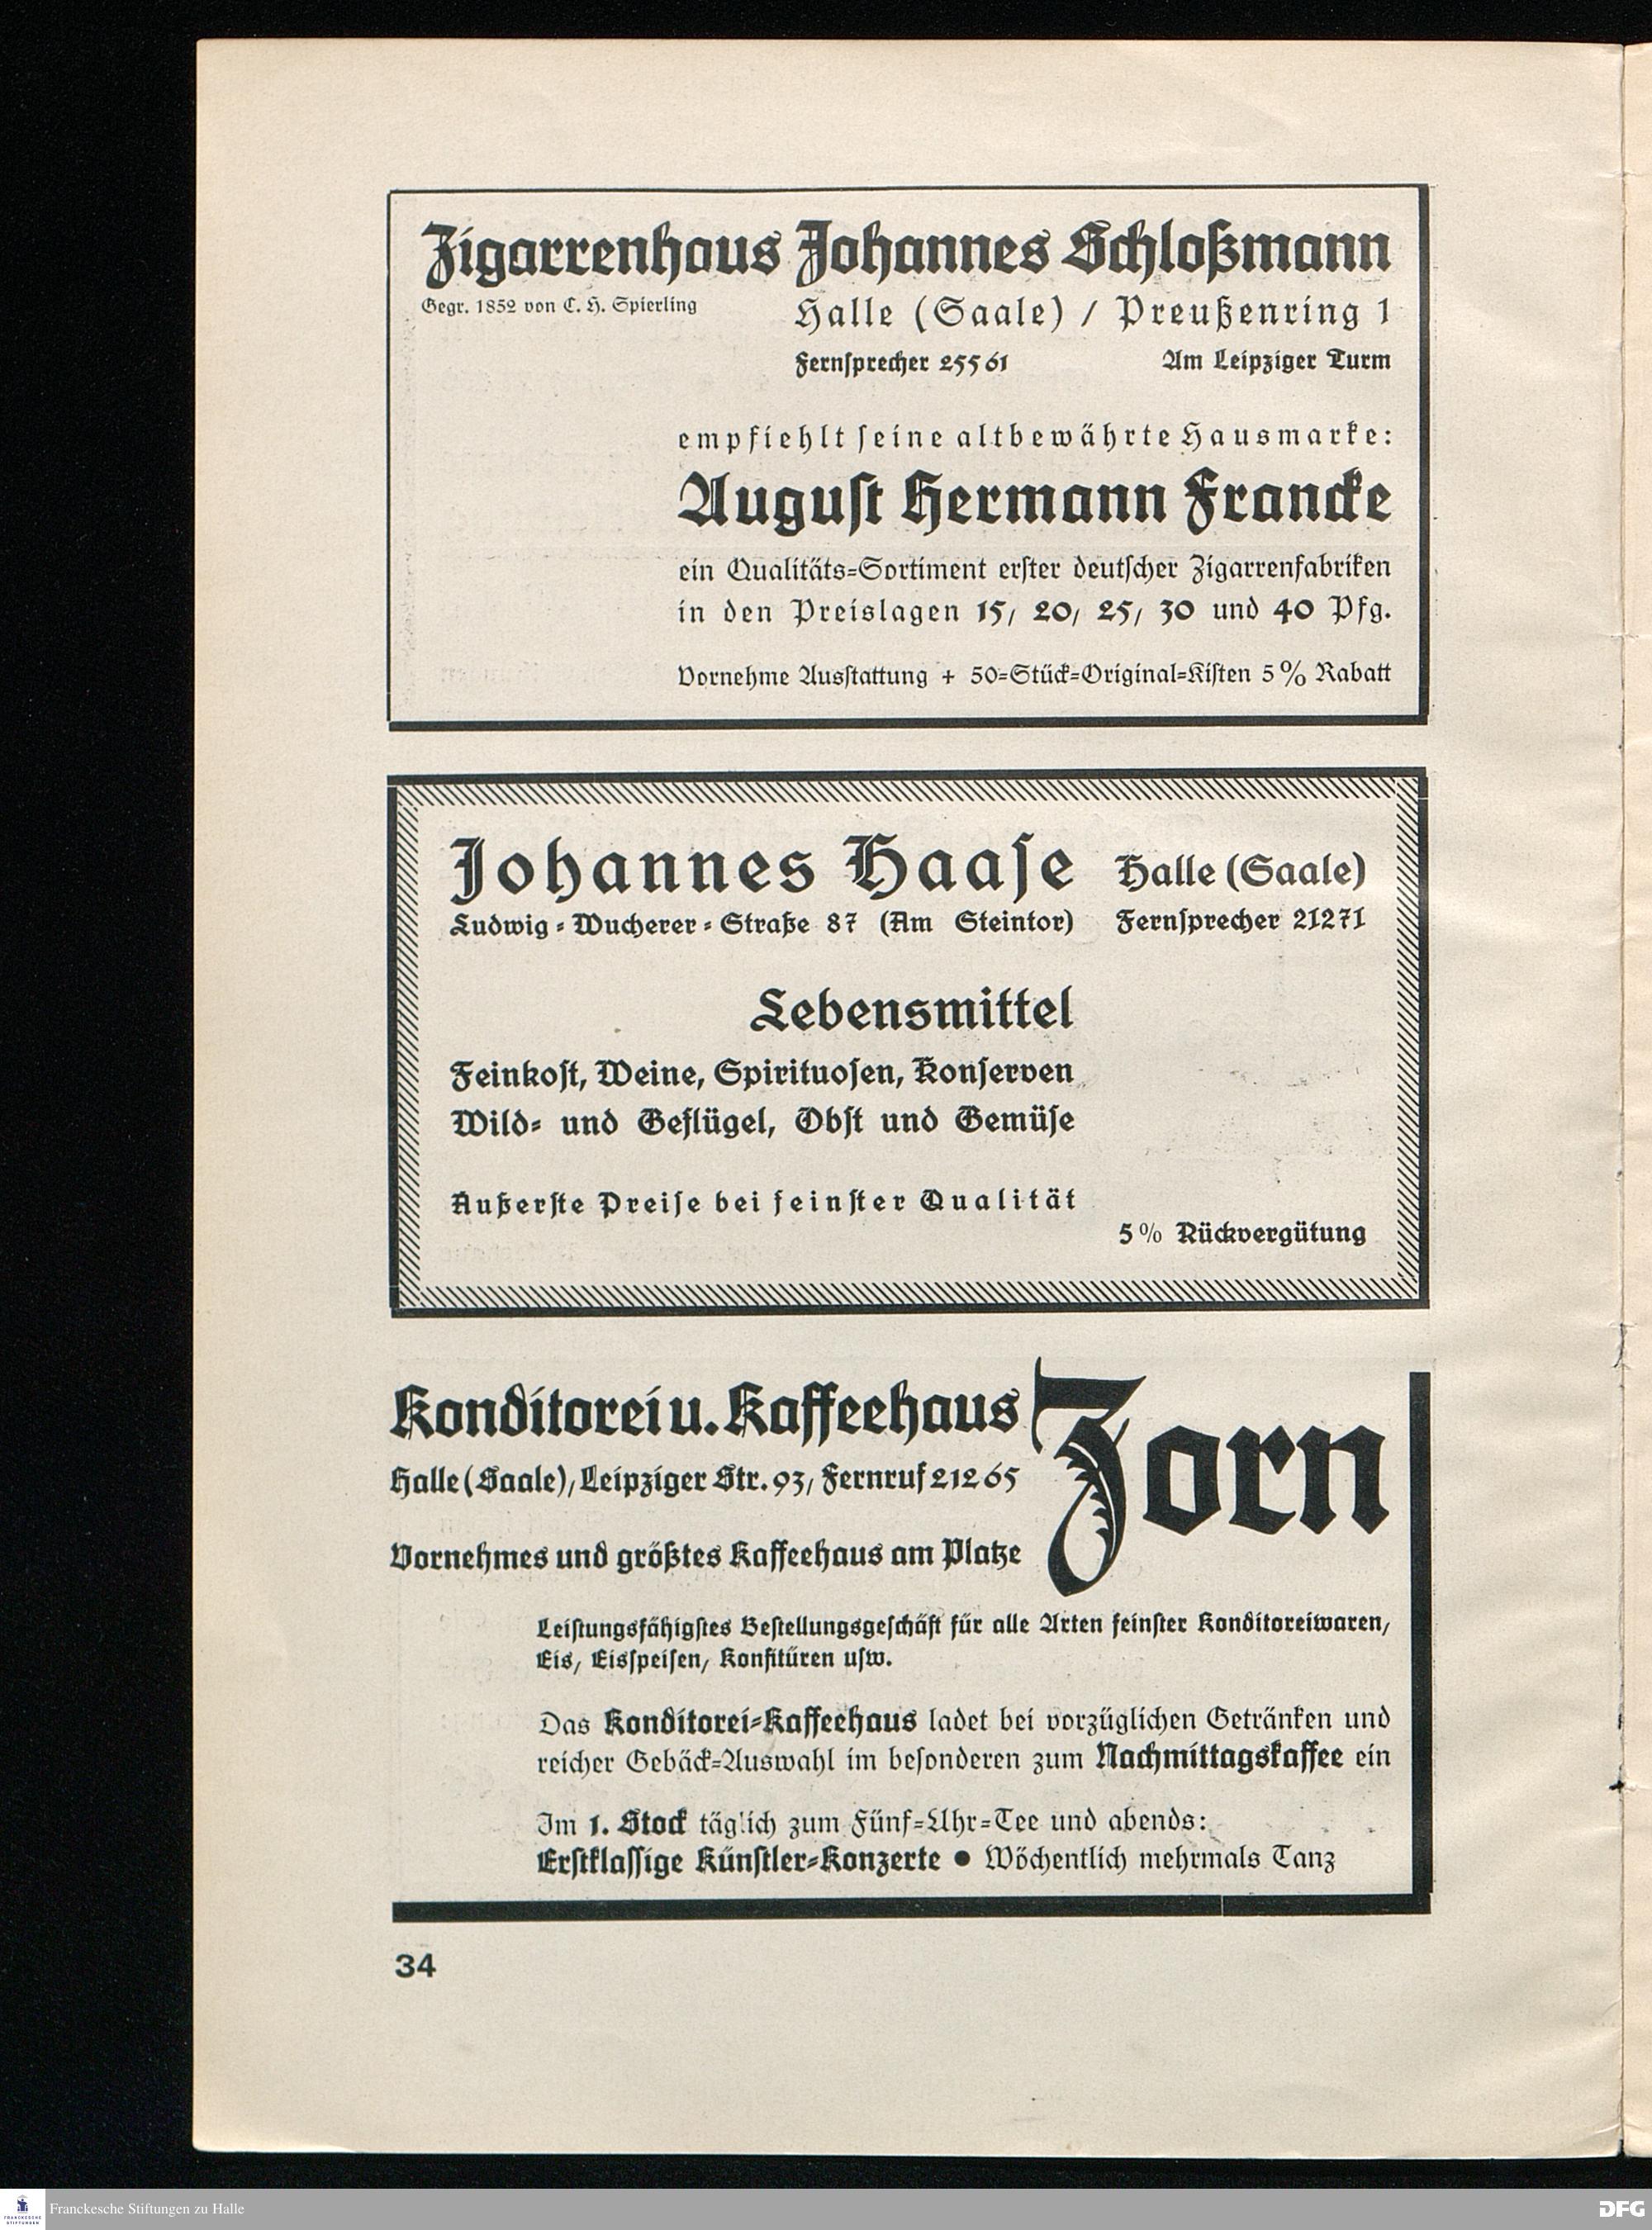 Zigarrenhaus Johannes Schloßmann
Gegr. 1852 von C. H. Spierling
Halle (Saale) / Preußenring 1
Fernsprecher 25561 Am Leipziger Turm
empfiehlt seine altbewährte Hausmarke:
August Hermann Francke
ein Qualitäts-Sortiment erster deutscher Zigarrenfabriken
in den Preislagen 15, 20, 25, 30 und 40 Pfg.
Vornehme Ausstattung + 50-Stück-Original-Kisten 5% Rabatt
Johannes Haase Halle (Saale)
Ludwig-Wucherer-Straße 87 (Am Steintor) Fernsprecher 21271
Lebensmittel
Feinkost, Weine, Spirituosen, Konserven
Wild- und Geflügel, Obst und Gemüse
Äußerste Preise bei feinster Qualität
5% Rückvergütung
Konditorei u. Kaffeehaus Zorn
Halle (Saale), Leipziger Str. 93, Fernruf 21265
Vornehmes und größtes Kaffeehaus am Platze
Leistungsfähigstes Bestellungsgeschäft für alle Arten feinster Konditoreiwaren,
Eis, Eisspeisen, Konfitüren usw.
Das Konditorei-Kaffeehaus ladet bei vorzüglichen Getränken und
reicher Gebäck-Auswahl im besonderen zum Nachmittagskaffee ein
Im 1. Stock täglich zum Fünf-Uhr-Tee und abends:
Erstklassige Künstler-Konzerte ● Wöchentlich mehrmals Tanz
34
FRANCKESCHE STIFTUNGEN
Franckesche Stiftungen zu Halle
DFG